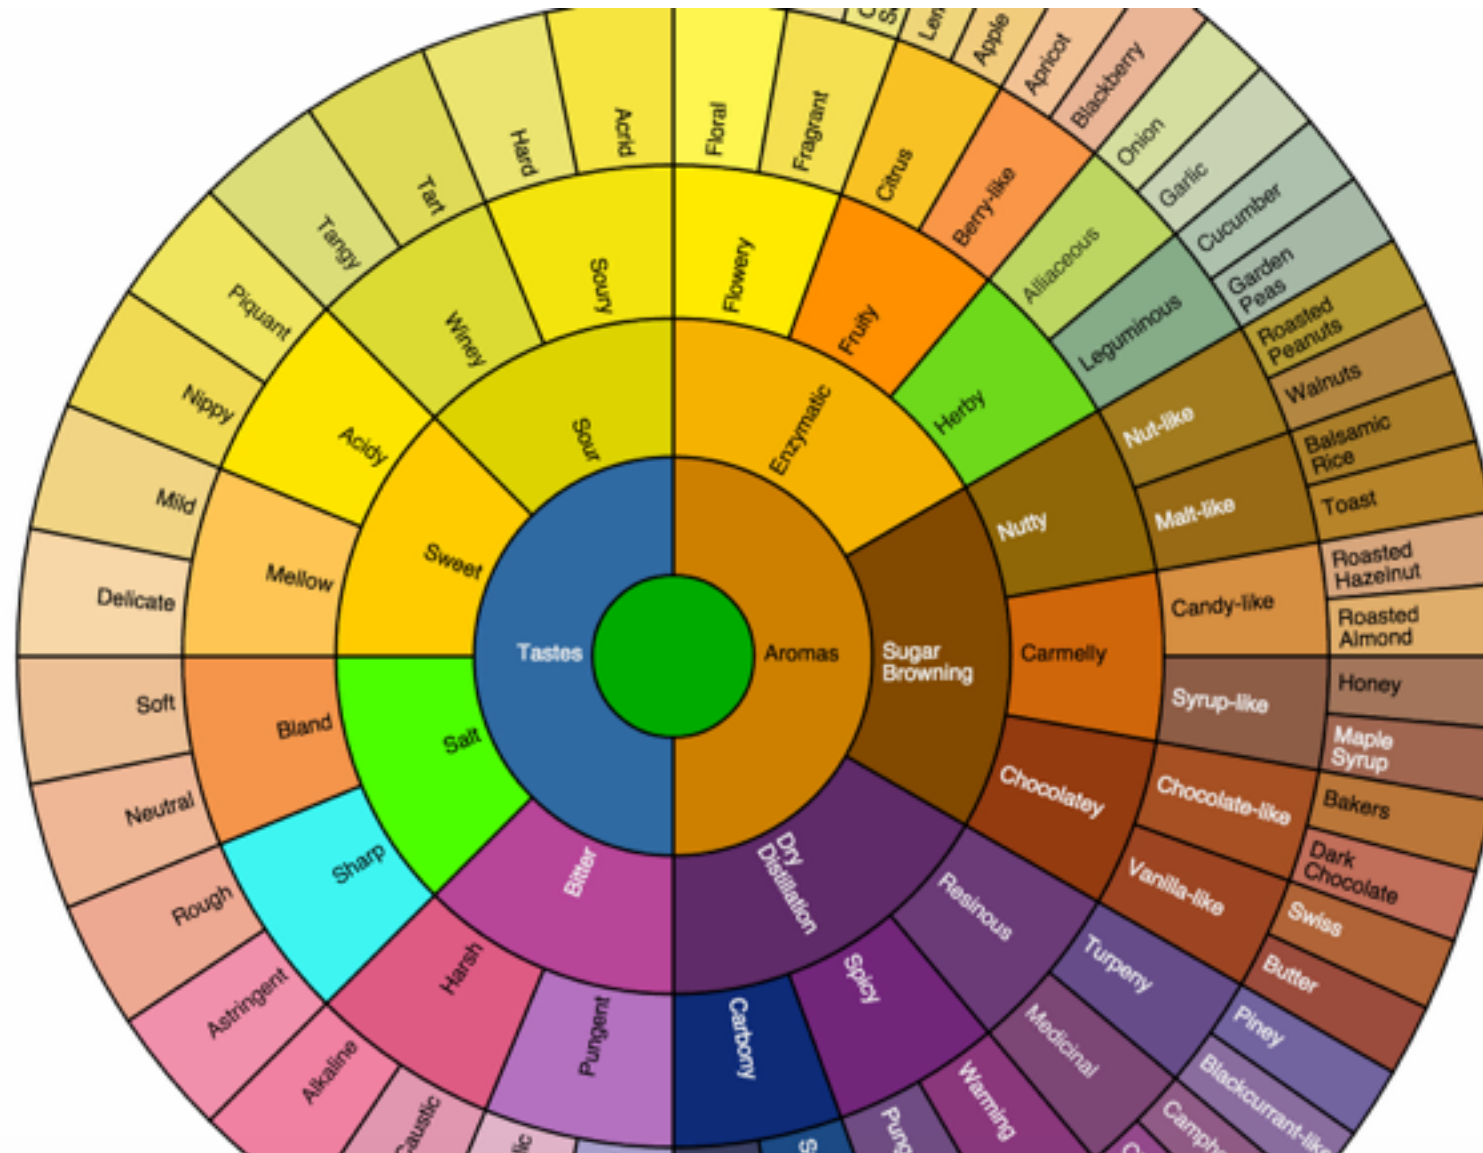 Apple
Apricot
Blackberry
Acrid
Floral
Fragrant
Citrus
Berry-like
Onion
Garlic
Cucumber
Garden
Peas
Hard
Tart
Tangy
Piquant
Nippy
Mild
Delicate
Soft
Neutral
Rough
Astringent
Alkaline
Caustic
Soury
Winey
Acidy
Mellow
Bland
Sharp
Harsh
Pungent
Sour
Sweet
Salt
Bitter
Tastes
Aromas
Enzymatic
Sugar
Browning
Dry
Distillation
Flowery
Fruity
Herby
Nutty
Carmelly
Chocolatey
Resinous
Spicy
Carbony
Alliaceous
Leguminous
Nut-like
Malt-like
Candy-like
Syrup-like
Chocolate-like
Vanilla-like
Turpeny
Medicinal
Warming
Pung
Roasted
Peanuts
Walnuts
Balsamic
Rice
Toast
Roasted
Hazelnut
Roasted
Almond
Honey
Maple
Syrup
Bakers
Dark
Chocolate
Swiss
Butter
Piney
Blackcurrant-like
Camph